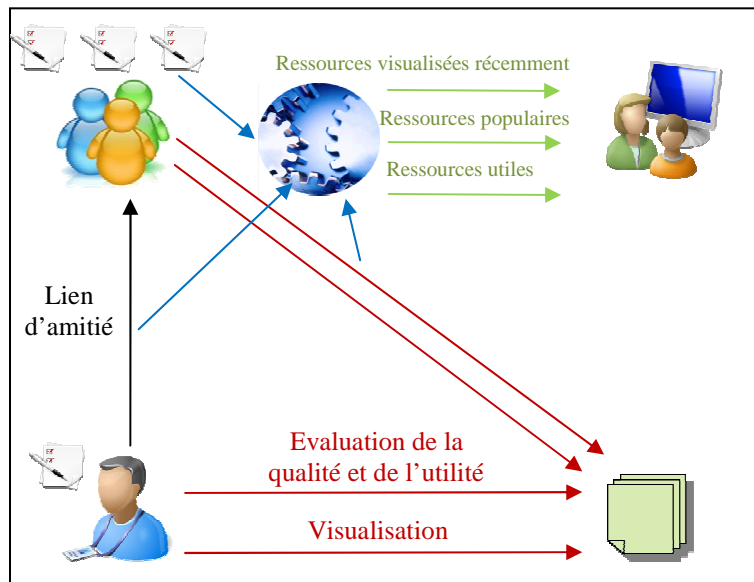 Ressources visualisées récemment
Ressources populaires
Ressources utiles
Lien
d’amitié
Evaluation de la
qualité et de l’utilité
Visualisation